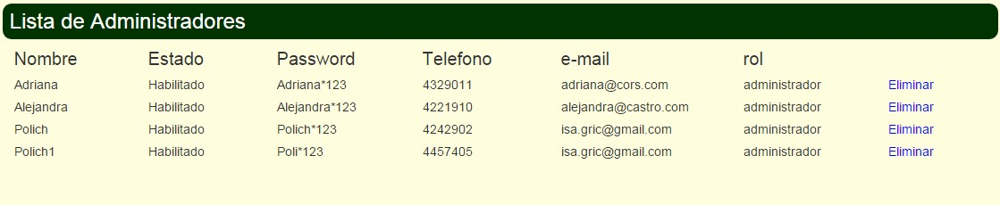 Lista de Administradores
Nombre Estado Password Telefono e-mail rol
Adriana Habilitado Adriana*123 4329011 adriana@cors.com administrador Eliminar
Alejandra Habilitado Alejandra*123 4221910 alejandra@castro.com administrador Eliminar
Polich Habilitado Polich*123 4242902 isa.gric@gmail.com administrador Eliminar
Polich1 Habilitado Poli*123 4457405 isa.gric@gmail.com administrador Eliminar